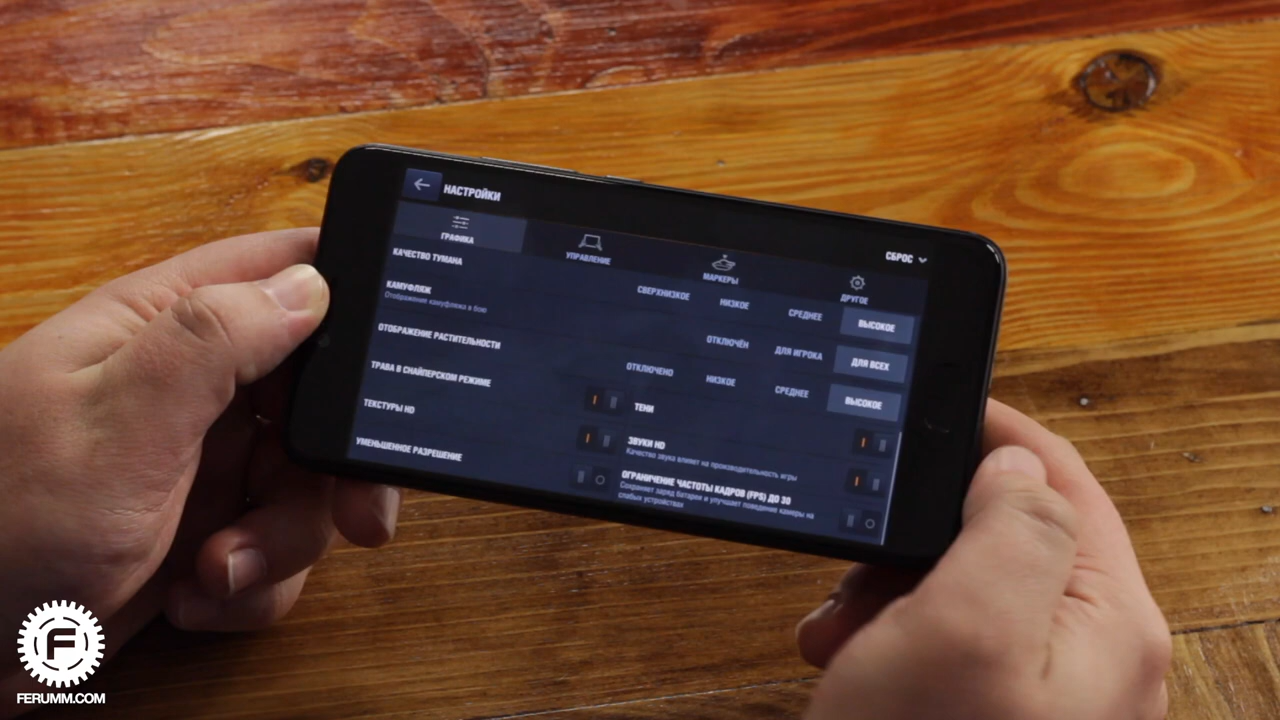 НАСТРОЙКИ
СБРОС
ГРАФИКА
УПРАВЛЕНИЕ
МАРКЕРЫ
ДРУГОЕ
КАЧЕСТВО ТУМАНА
СВЕРХНИЗКОЕ НИЗКОЕ СРЕДНЕЕ ВЫСОКОЕ
КАМУФЛЯЖ
Отображение камуфляжа в бою
ОТКЛЮЧЁН ДЛЯ ИГРОКА ДЛЯ ВСЕХ
ОТОБРАЖЕНИЕ РАСТИТЕЛЬНОСТИ
ОТКЛЮЧЕНО НИЗКОЕ СРЕДНЕЕ ВЫСОКОЕ
ТРАВА В СНАЙПЕРСКОМ РЕЖИМЕ
ТЕНИ
ТЕКСТУРЫ HD
ЗВУКИ HD
Качество звука влияет на производительность игры
УМЕНЬШЕННОЕ РАЗРЕШЕНИЕ
ОГРАНИЧЕНИЕ ЧАСТОТЫ КАДРОВ (FPS) ДО 30
Сохраняет заряд батареи и улучшает поведение камеры на
слабых устройствах
F
FERUMM.COM